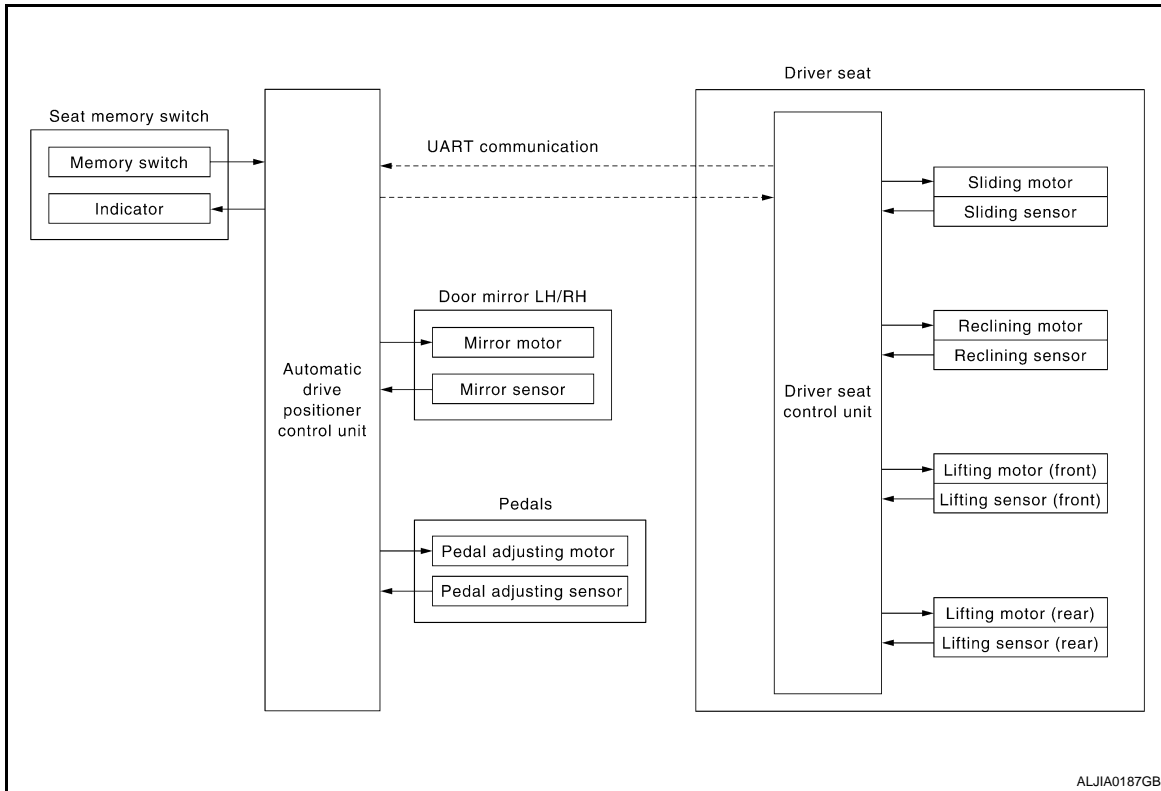 Driver seat
Seat memory switch
Memory switch
Indicator
UART communication
Sliding motor
Sliding sensor
Door mirror LH/RH
Mirror motor
Mirror sensor
Reclining motor
Reclining sensor
Automatic
drive
positioner
control unit
Driver seat
control unit
Lifting motor (front)
Lifting sensor (front)
Pedals
Pedal adjusting motor
Pedal adjusting sensor
Lifting motor (rear)
Lifting sensor (rear)
ALJIA0187GB